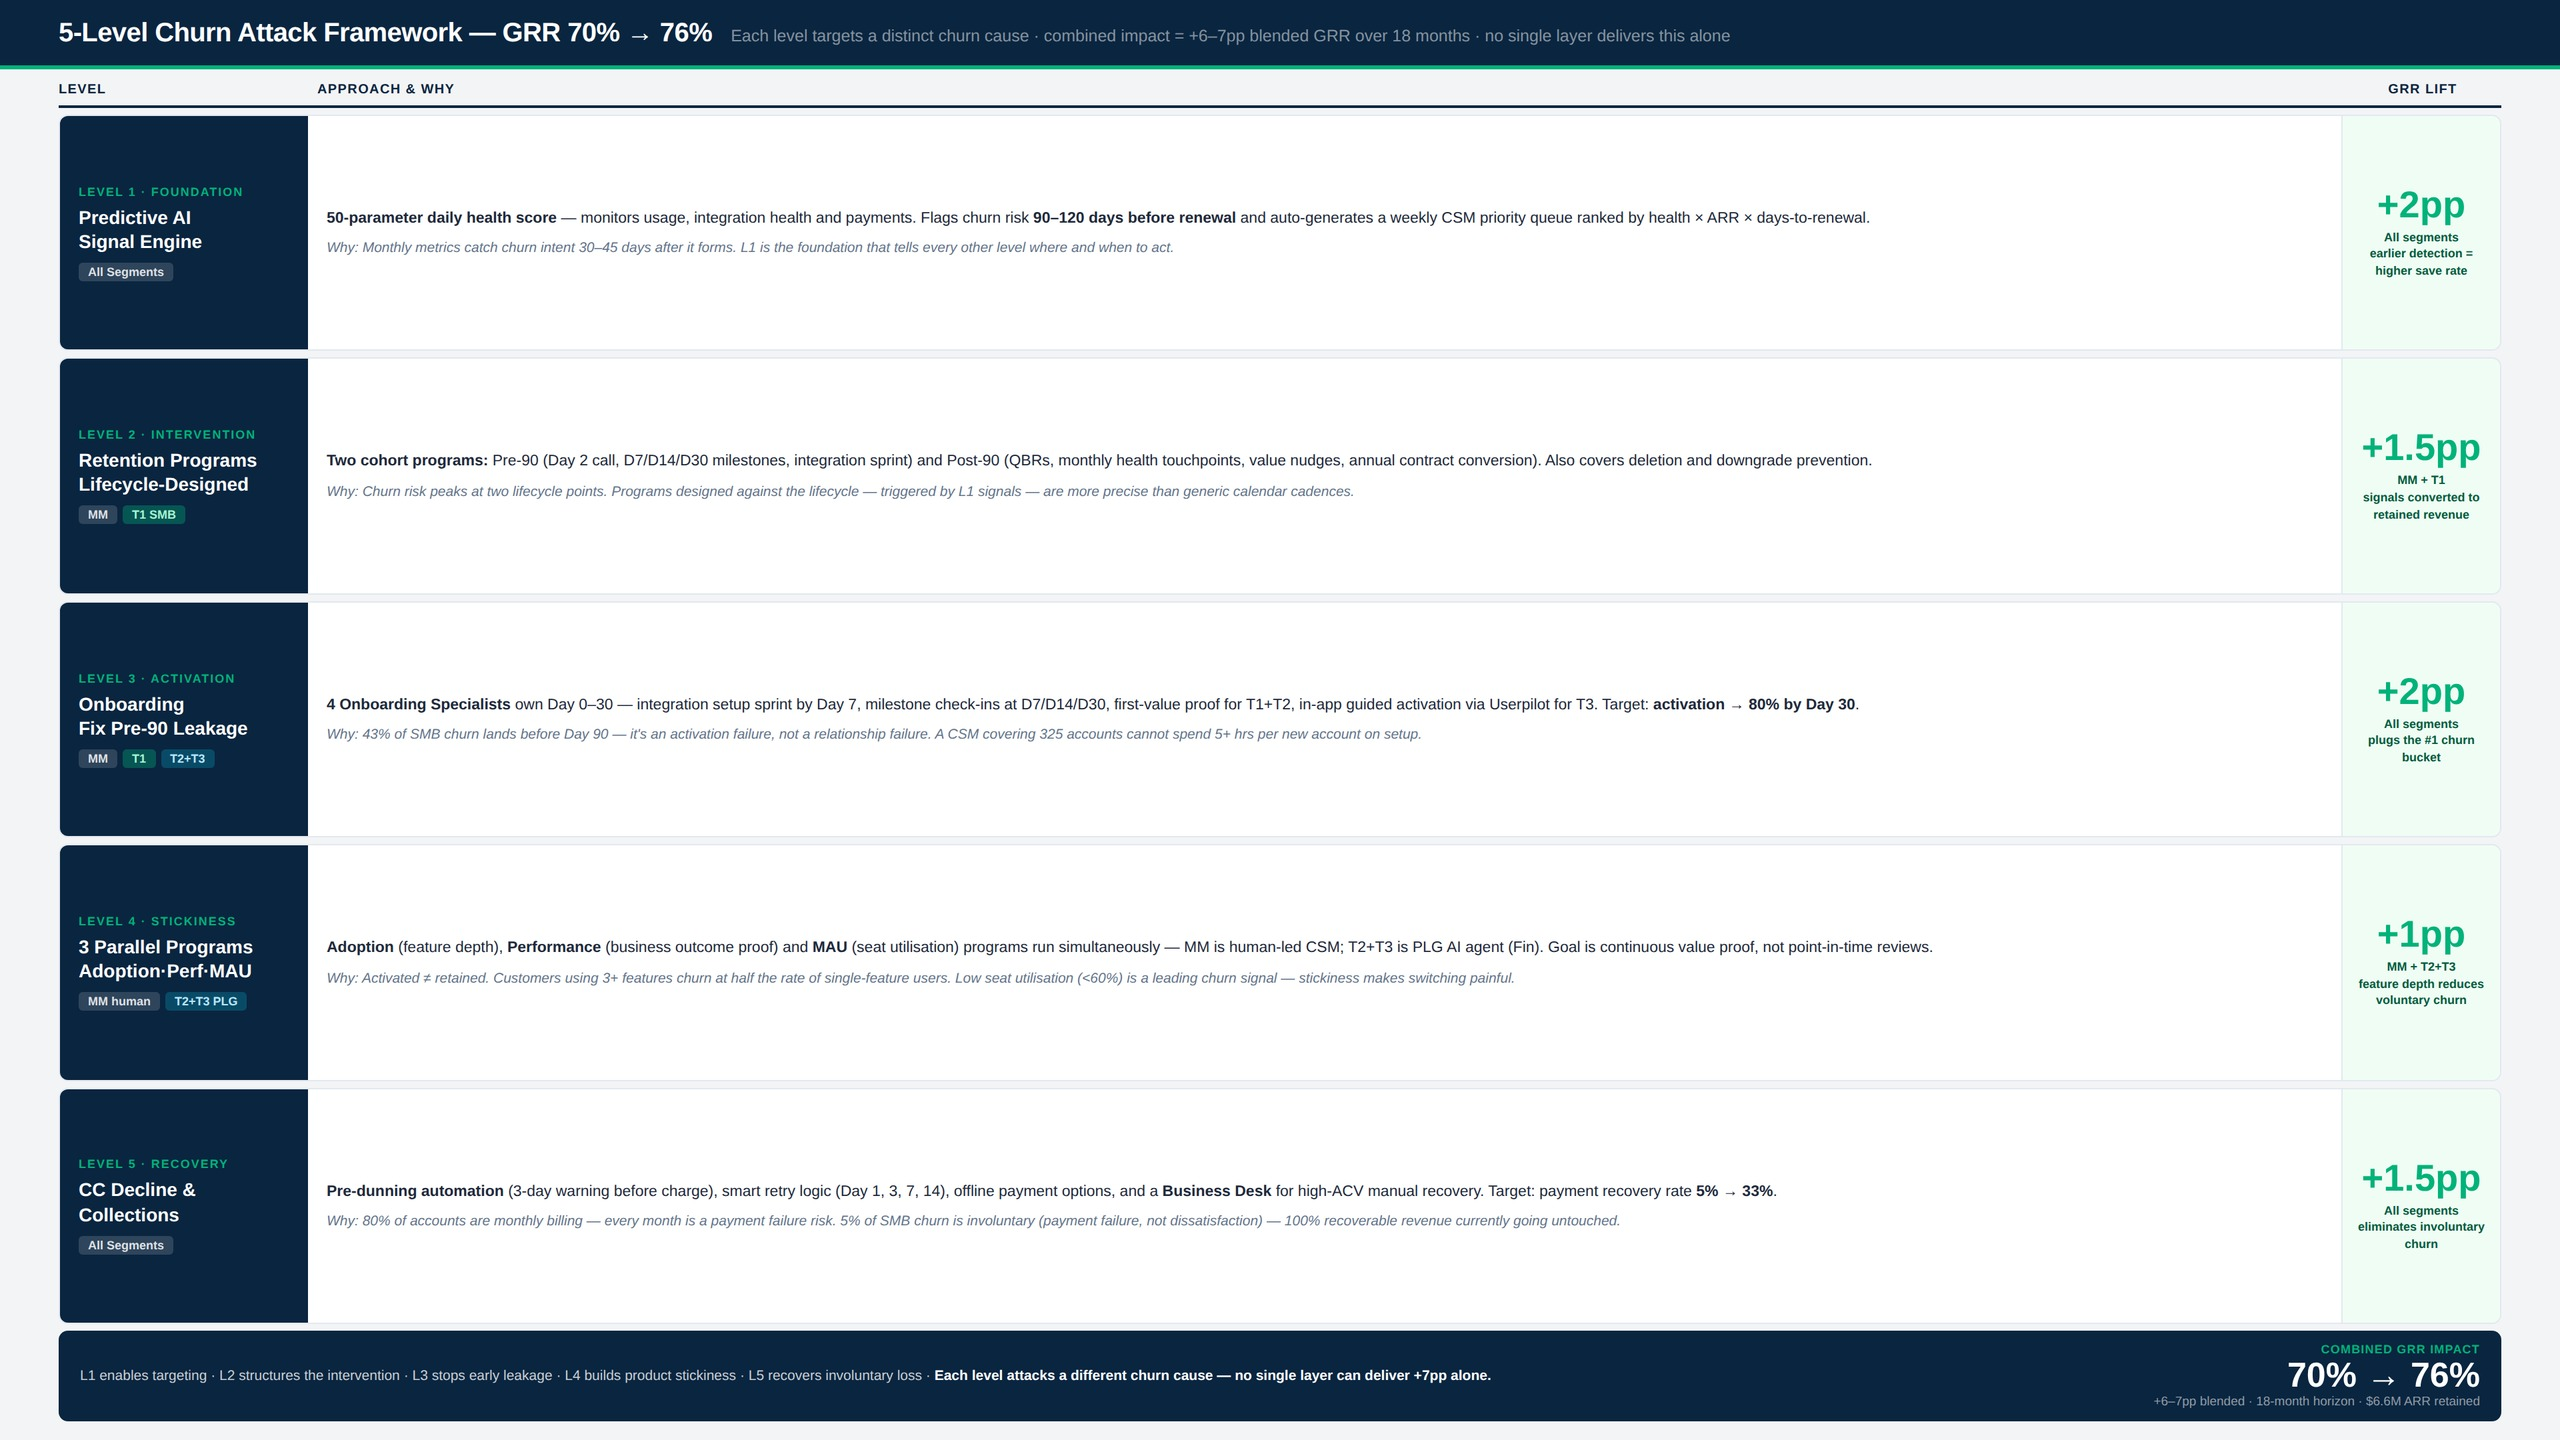 5-Level Churn Attack Framework — GRR 70% → 76%
Each level targets a distinct churn cause · combined impact = +6–7pp blended GRR over 18 months · no single layer delivers this alone
LEVEL
APPROACH & WHY
GRR LIFT
LEVEL 1 · FOUNDATION
Predictive AI
Signal Engine
All Segments
50-parameter daily health score — monitors usage, integration health and payments. Flags churn risk 90–120 days before renewal and auto-generates a weekly CSM priority queue ranked by health × ARR × days-to-renewal.
Why: Monthly metrics catch churn intent 30–45 days after it forms. L1 is the foundation that tells every other level where and when to act.
+2pp
All segments
earlier detection =
higher save rate
LEVEL 2 · INTERVENTION
Retention Programs
Lifecycle-Designed
MM T1 SMB
Two cohort programs: Pre-90 (Day 2 call, D7/D14/D30 milestones, integration sprint) and Post-90 (QBRs, monthly health touchpoints, value nudges, annual contract conversion). Also covers deletion and downgrade prevention.
Why: Churn risk peaks at two lifecycle points. Programs designed against the lifecycle — triggered by L1 signals — are more precise than generic calendar cadences.
+1.5pp
MM + T1
signals converted to
retained revenue
LEVEL 3 · ACTIVATION
Onboarding
Fix Pre-90 Leakage
MM T1 T2+T3
4 Onboarding Specialists own Day 0–30 — integration setup sprint by Day 7, milestone check-ins at D7/D14/D30, first-value proof for T1+T2, in-app guided activation via Userpilot for T3. Target: activation → 80% by Day 30.
Why: 43% of SMB churn lands before Day 90 — it's an activation failure, not a relationship failure. A CSM covering 325 accounts cannot spend 5+ hrs per new account on setup.
+2pp
All segments
plugs the #1 churn
bucket
LEVEL 4 · STICKINESS
3 Parallel Programs
Adoption·Perf·MAU
MM human T2+T3 PLG
Adoption (feature depth), Performance (business outcome proof) and MAU (seat utilisation) programs run simultaneously — MM is human-led CSM; T2+T3 is PLG AI agent (Fin). Goal is continuous value proof, not point-in-time reviews.
Why: Activated ≠ retained. Customers using 3+ features churn at half the rate of single-feature users. Low seat utilisation (<60%) is a leading churn signal — stickiness makes switching painful.
+1pp
MM + T2+T3
feature depth reduces
voluntary churn
LEVEL 5 · RECOVERY
CC Decline &
Collections
All Segments
Pre-dunning automation (3-day warning before charge), smart retry logic (Day 1, 3, 7, 14), offline payment options, and a Business Desk for high-ACV manual recovery. Target: payment recovery rate 5% → 33%.
Why: 80% of accounts are monthly billing — every month is a payment failure risk. 5% of SMB churn is involuntary (payment failure, not dissatisfaction) — 100% recoverable revenue currently going untouched.
+1.5pp
All segments
eliminates involuntary
churn
L1 enables targeting · L2 structures the intervention · L3 stops early leakage · L4 builds product stickiness · L5 recovers involuntary loss · Each level attacks a different churn cause — no single layer can deliver +7pp alone.
COMBINED GRR IMPACT
70% → 76%
+6–7pp blended · 18-month horizon · $6.6M ARR retained